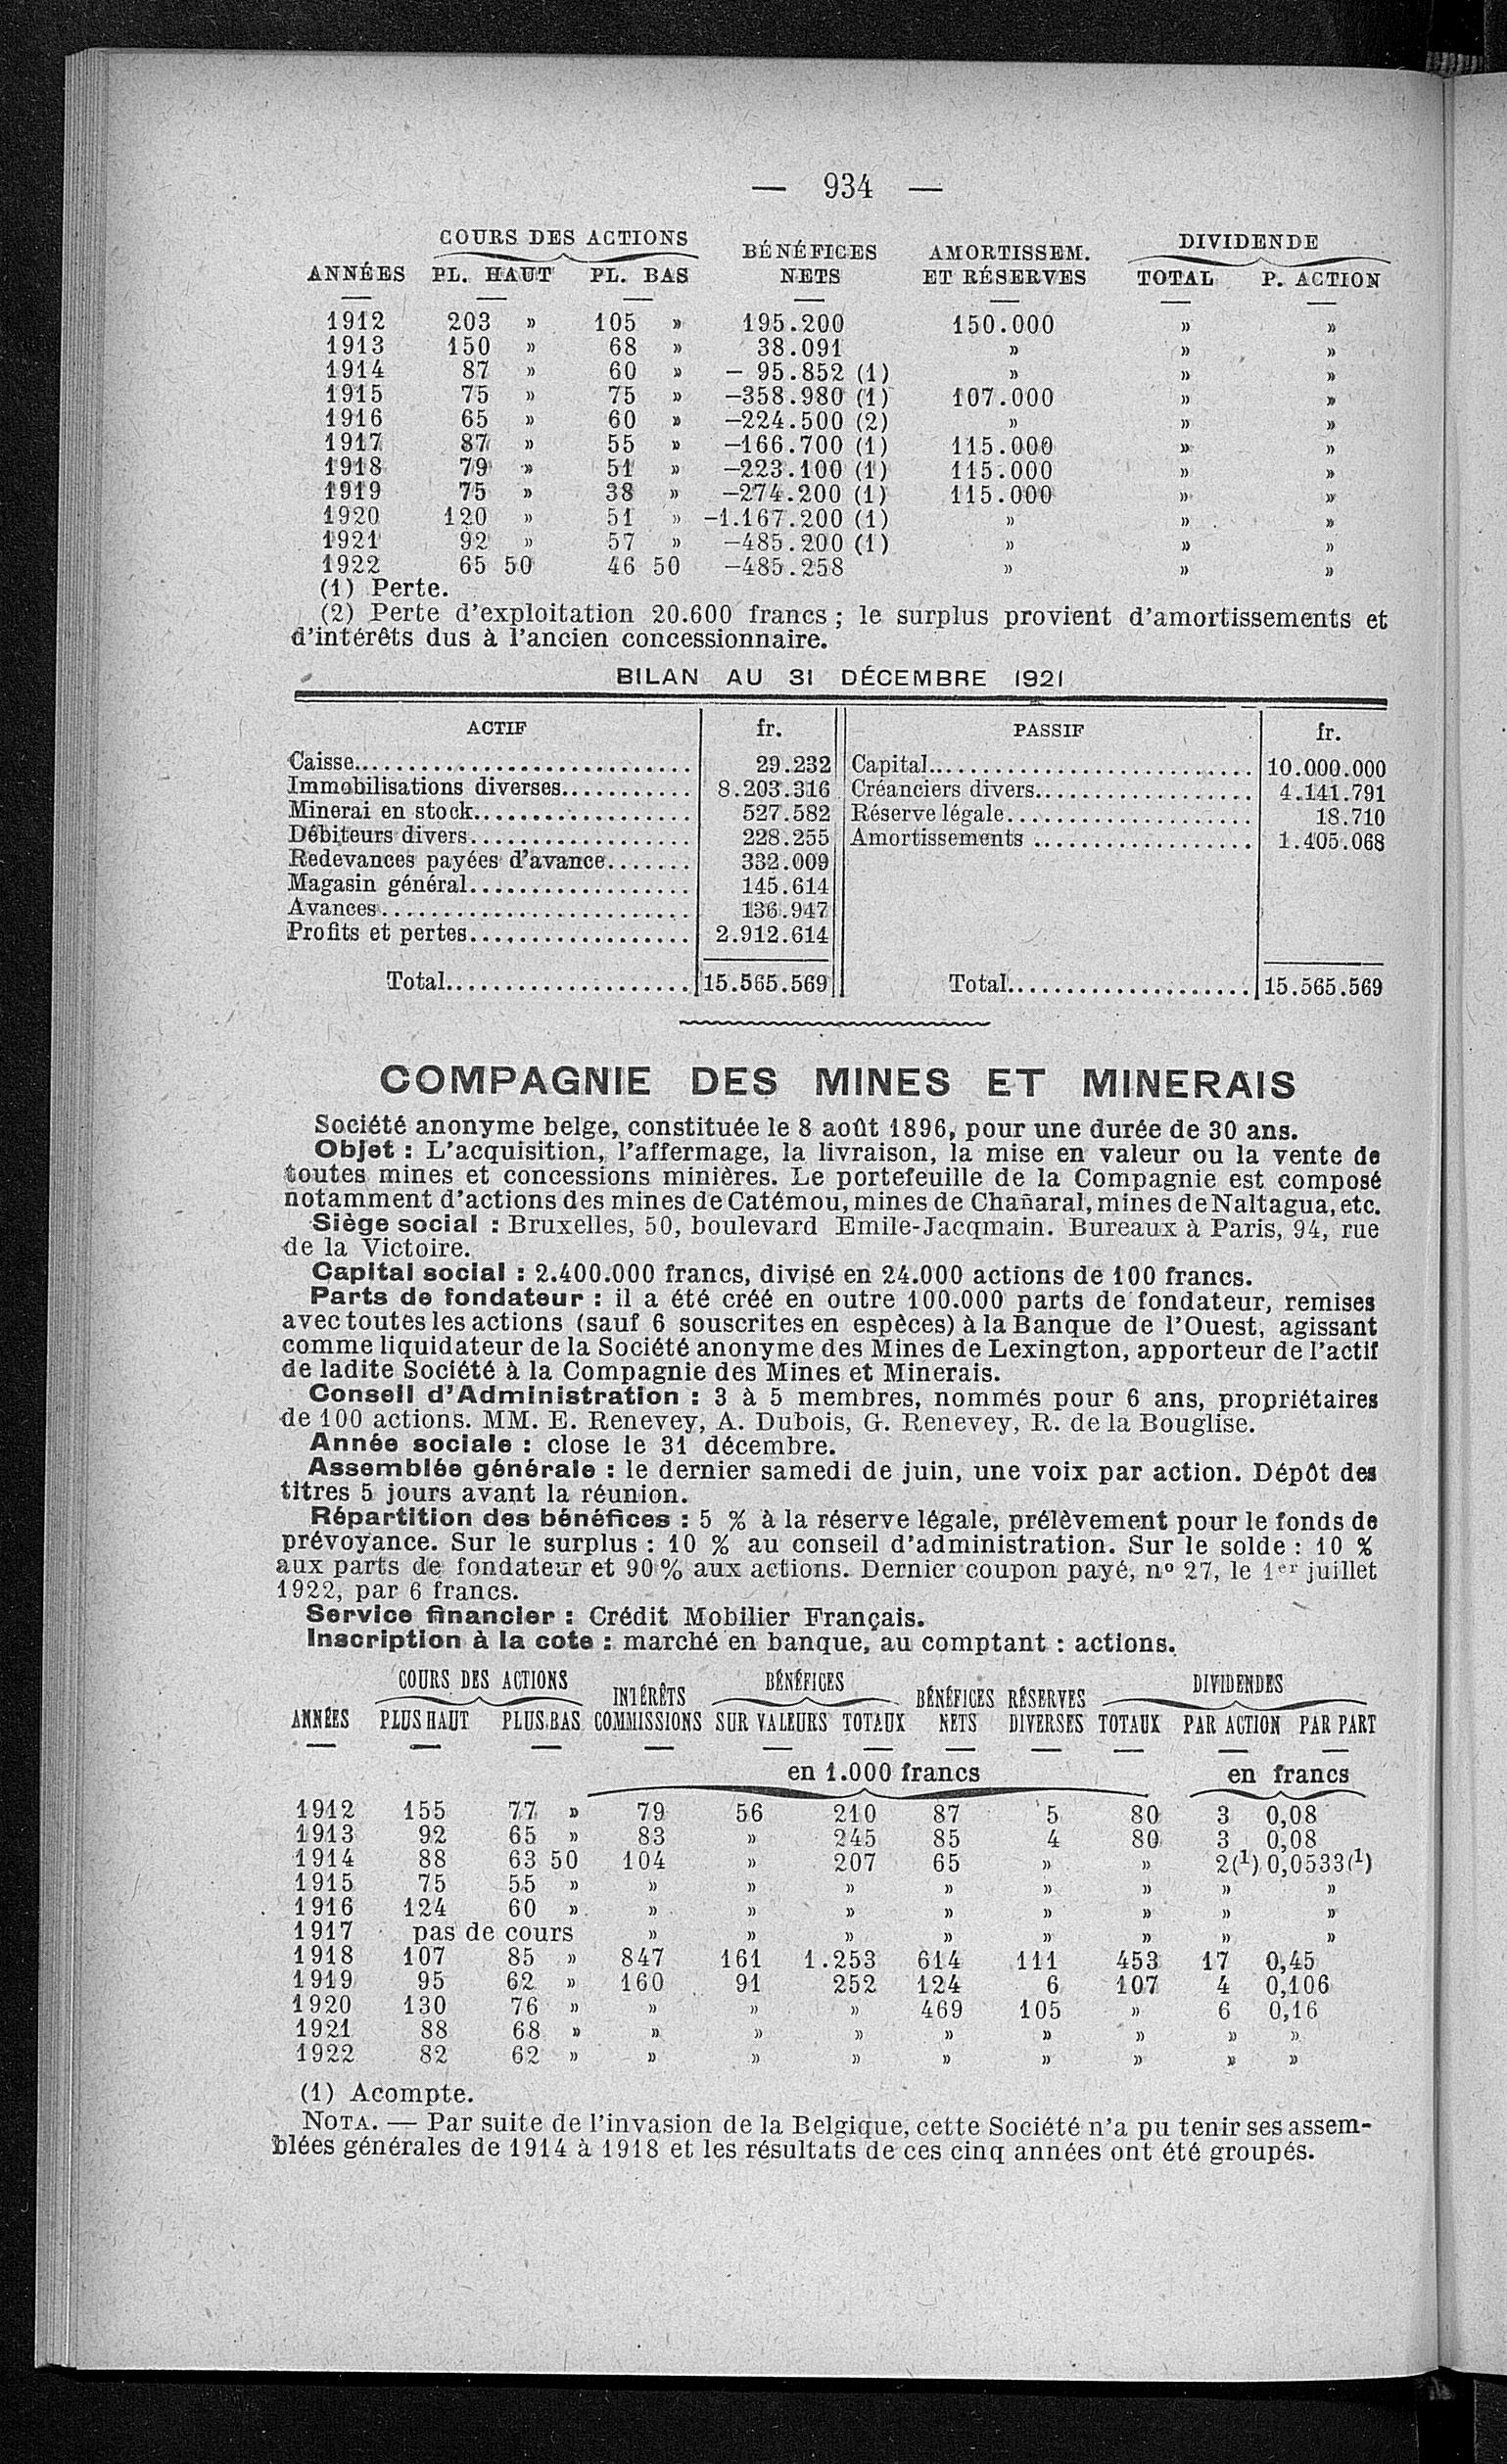 — 934 —
COURS DES ACTIONS BÉNÉFICES AMORTISSEM. DIVIDENDE
ANNÉES PL. HAUT PL. BAS NETS ET RÉSERVES TOTAL P. ACTION
1912 203 » 105 » 195.200 150.000 » »
1913 150 » 68 » 38.091 » » »
1914 87 » 60 » — 95.852 (1) » » »
1915 75 » 75 » —358.980 (1) 107.000 » »
1916 65 » 60 » —224.500 (2) » » »
1917 87 » 55 » —166.700 (1) 115.000 » »
1918 79 » 51 » —223.100 (1) 115.000 » »
1919 75 » 38 » —274.200 (1) 115.000 » »
1920 120 » 51 » —1.167.200 (1) » » »
1921 92 » 57 » —485.200 (1) » » »
1922 65 50 46 50 —485.258 » » »
(1) Perte.
(2) Perte d'exploitation 20.600 francs ; le surplus provient d'amortissements et
d'intérêts dus à l'ancien concessionnaire.
BILAN AU 31 DÉCEMBRE 1921
ACTIF fr. PASSIF fr.
Caisse............................ 29.232 Capital........................... 10.000.000
Immobilisations diverses........... 8.203.316 Créanciers divers.................. 4.141.791
Minerai en stock.................. 527.582 Réserve légale..................... 18.710
Débiteurs divers................... 228.255 Amortissements .................. 1.405.068
Redevances payées d'avance....... 332.009
Magasin général................... 145.614
Avances.......................... 136.947
Profits et pertes................... 2.912.614
Total..................... 15.565.569 Total..................... 15.565.569
COMPAGNIE DES MINES ET MINERAIS
Société anonyme belge, constituée le 8 août 1896, pour une durée de 30 ans.
Objet : L'acquisition, l'affermage, la livraison, la mise en valeur ou la vente de
toutes mines et concessions minières. Le portefeuille de la Compagnie est composé
notamment d'actions des mines de Catémou, mines de Chañaral, mines de Naltagua, etc.
Siège social : Bruxelles, 50, boulevard Emile-Jacqmain. Bureaux à Paris, 94, rue
de la Victoire.
Capital social : 2.400.000 francs, divisé en 24.000 actions de 100 francs.
Parts de fondateur : il a été créé en outre 100.000 parts de fondateur, remises
avec toutes les actions (sauf 6 souscrites en espèces) à la Banque de l'Ouest, agissant
comme liquidateur de la Société anonyme des Mines de Lexington, apporteur de l'actif
de ladite Société à la Compagnie des Mines et Minerais.
Conseil d'Administration : 3 à 5 membres, nommés pour 6 ans, propriétaires
de 100 actions. MM. E. Renevey, A. Dubois, G. Renevey, R. de la Bouglise.
Année sociale : close le 31 décembre.
Assemblée générale : le dernier samedi de juin, une voix par action. Dépôt des
titres 5 jours avant la réunion.
Répartition des bénéfices : 5 % à la réserve légale, prélèvement pour le fonds de
prévoyance. Sur le surplus : 10 % au conseil d'administration. Sur le solde : 10 %
aux parts de fondateur et 90 % aux actions. Dernier coupon payé, nº 27, le 1er juillet
1922, par 6 francs.
Service financier : Crédit Mobilier Français.
Inscription à la cote : marché en banque, au comptant : actions.
COURS DES ACTIONS INTÉRÊTS BÉNÉFICES BÉNÉFICES RÉSERVES DIVIDENDES
ANNÉES PLUS HAUT PLUS BAS COMMISSIONS SUR VALEURS TOTAUX NETS DIVERSES TOTAUX PAR ACTION PAR PART
en 1.000 francs en francs
1912 155 77 » 79 56 210 87 5 80 3 0,08
1913 92 65 » 83 » 245 85 4 80 3 0,08
1914 88 63 50 104 » 207 65 » » 2(1) 0,0533(1)
1915 75 55 » » » » » » » » »
1916 124 60 » » » » » » » » »
1917 pas de cours » » » » » » » »
1918 107 85 » 847 161 1.253 614 111 453 17 0,45
1919 95 62 » 160 91 252 124 6 107 4 0,106
1920 130 76 » » » » 469 105 » 6 0,16
1921 88 68 » » » » » » » » »
1922 82 62 » » » » » » » » »
(1) Acompte.
NOTA. — Par suite de l'invasion de la Belgique, cette Société n'a pu tenir ses assem-
blées générales de 1914 à 1918 et les résultats de ces cinq années ont été groupés.